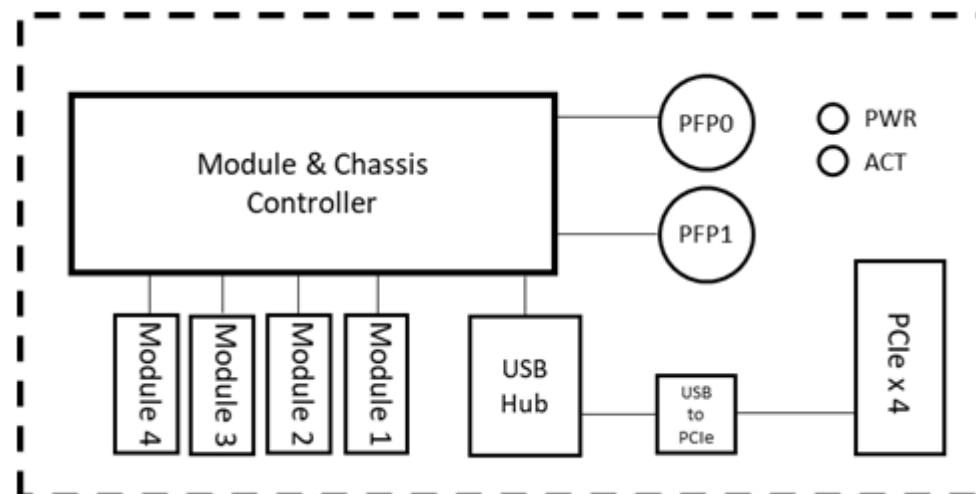 Module & Chassis
Controller
PFP0
PFP1
PWR
ACT
Module 4
Module 3
Module 2
Module 1
USB
Hub
USB
to
PCIe
PCIe x 4